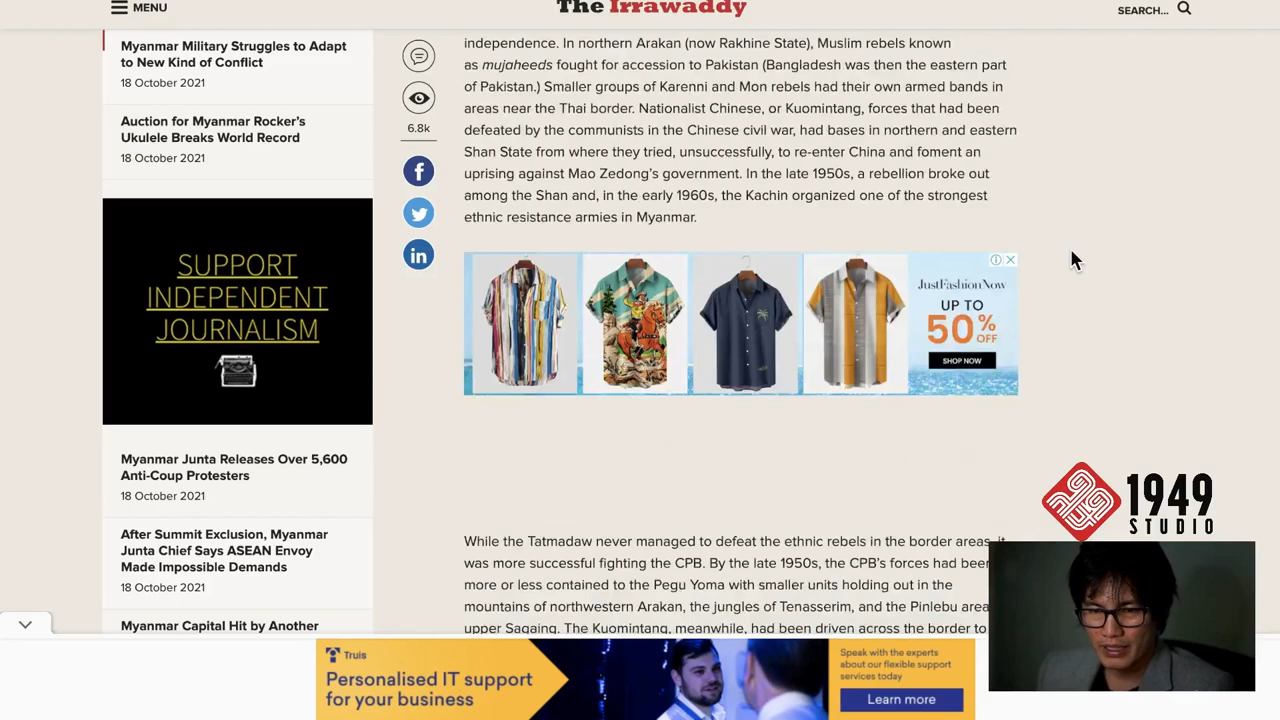 MENU
The Irrawaddy
SEARCH...
Myanmar Military Struggles to Adapt
to New Kind of Conflict
18 October 2021
Auction for Myanmar Rocker's
Ukulele Breaks World Record
18 October 2021
SUPPORT
INDEPENDENT
JOURNALISM
Myanmar Junta Releases Over 5,600
Anti-Coup Protesters
18 October 2021
After Summit Exclusion, Myanmar
Junta Chief Says ASEAN Envoy
Made Impossible Demands
18 October 2021
Myanmar Capital Hit by Another
6.8k
independence. In northern Arakan (now Rakhine State), Muslim rebels known
as mujaheeds fought for accession to Pakistan (Bangladesh was then the eastern part
of Pakistan.) Smaller groups of Karenni and Mon rebels had their own armed bands in
areas near the Thai border. Nationalist Chinese, or Kuomintang, forces that had been
defeated by the communists in the Chinese civil war, had bases in northern and eastern
Shan State from where they tried, unsuccessfully, to re-enter China and foment an
uprising against Mao Zedong's government. In the late 1950s, a rebellion broke out
among the Shan and, in the early 1960s, the Kachin organized one of the strongest
ethnic resistance armies in Myanmar.
JUSTFASHIONNOW
UP TO
50% OFF
SHOP NOW
While the Tatmadaw never managed to defeat the ethnic rebels in the border areas, it
was more successful fighting the CPB. By the late 1950s, the CPB's forces had been
more or less contained to the Pegu Yoma with smaller units holding out in the
mountains of northwestern Arakan, the jungles of Tenasserim, and the Pinlebu area
upper Sagaing. The Kuomintang, meanwhile, had been driven across the border to
1949
STUDIO
Truis
Personalised IT support
for your business
Speak with the experts
about our flexible support
services today
Learn more